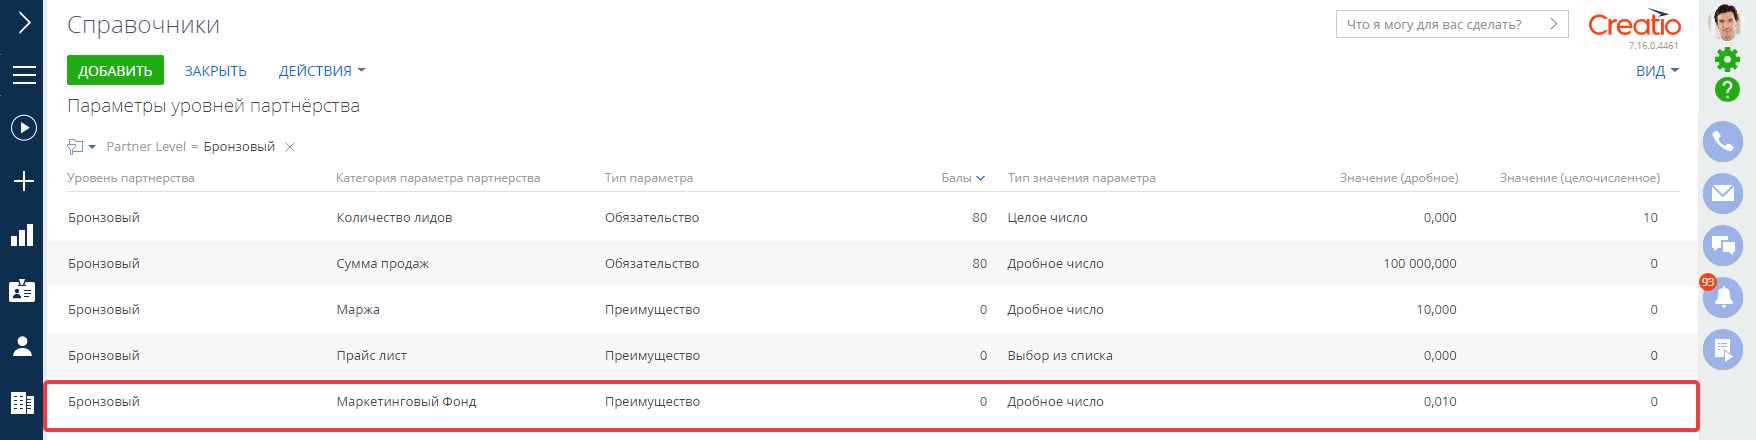 Справочники
Что я могу для вас сделать?
Creatio
7.16.0.4461
ДОБАВИТЬ ЗАКРЫТЬ ДЕЙСТВИЯ ВИД
Параметры уровней партнёрства
Partner Level = Бронзовый
Уровень партнерства Категория параметра партнерства Тип параметра Балы Тип значения параметра Значение (дробное) Значение (целочисленное)
Бронзовый Количество лидов Обязательство 80 Целое число 0,000 10
Бронзовый Сумма продаж Обязательство 80 Дробное число 100 000,000 0
Бронзовый Маржа Преимущество 0 Дробное число 10,000 0
93
Бронзовый Прайс лист Преимущество 0 Выбор из списка 0,000 0
Бронзовый Маркетинговый Фонд Преимущество 0 Дробное число 0,010 0